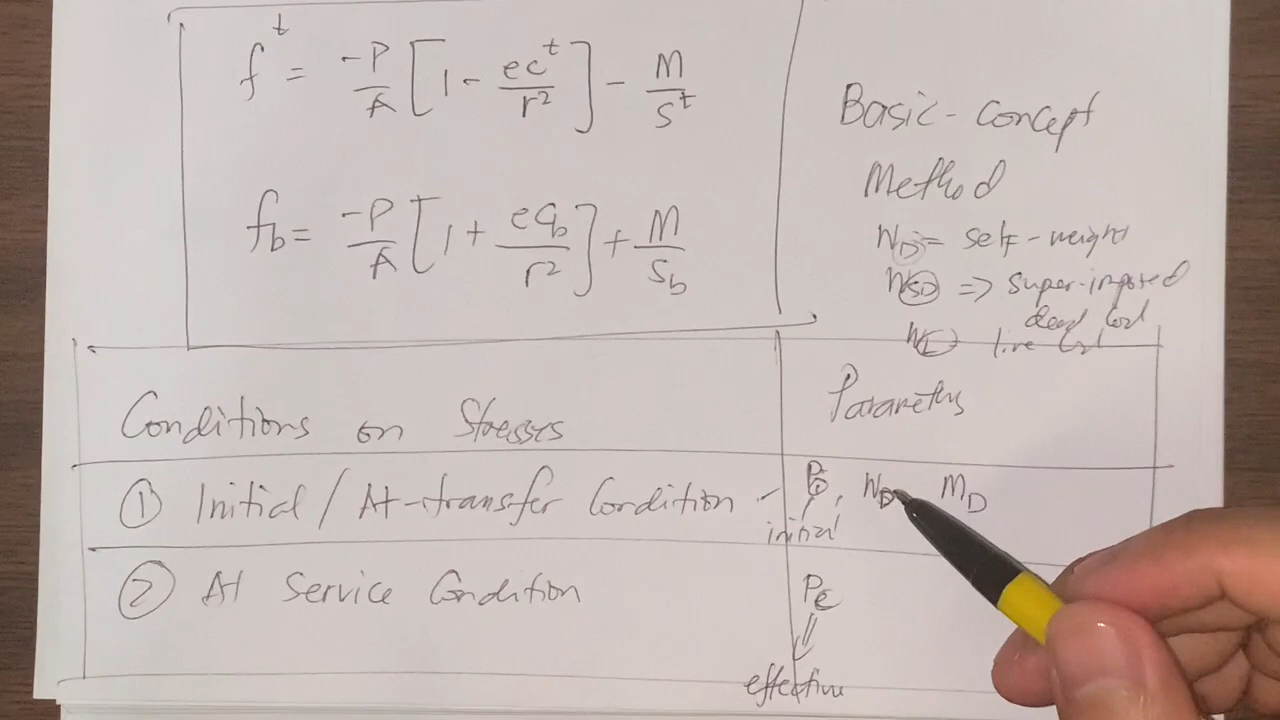 f^t = -P/A [1 - ec^t/r²] - M/S^t
f_b = -P/A [1 + ec_b/r²] + M/S_b
Basic-concept
Method
W_D = self-weight
W_SD => Super-imposed
dead load
W_L live load
Conditions on Stresses
Parameters
① Initial / At-transfer Condition - P_i, W_D M_D
initial
② At Service Condition P_e
effective